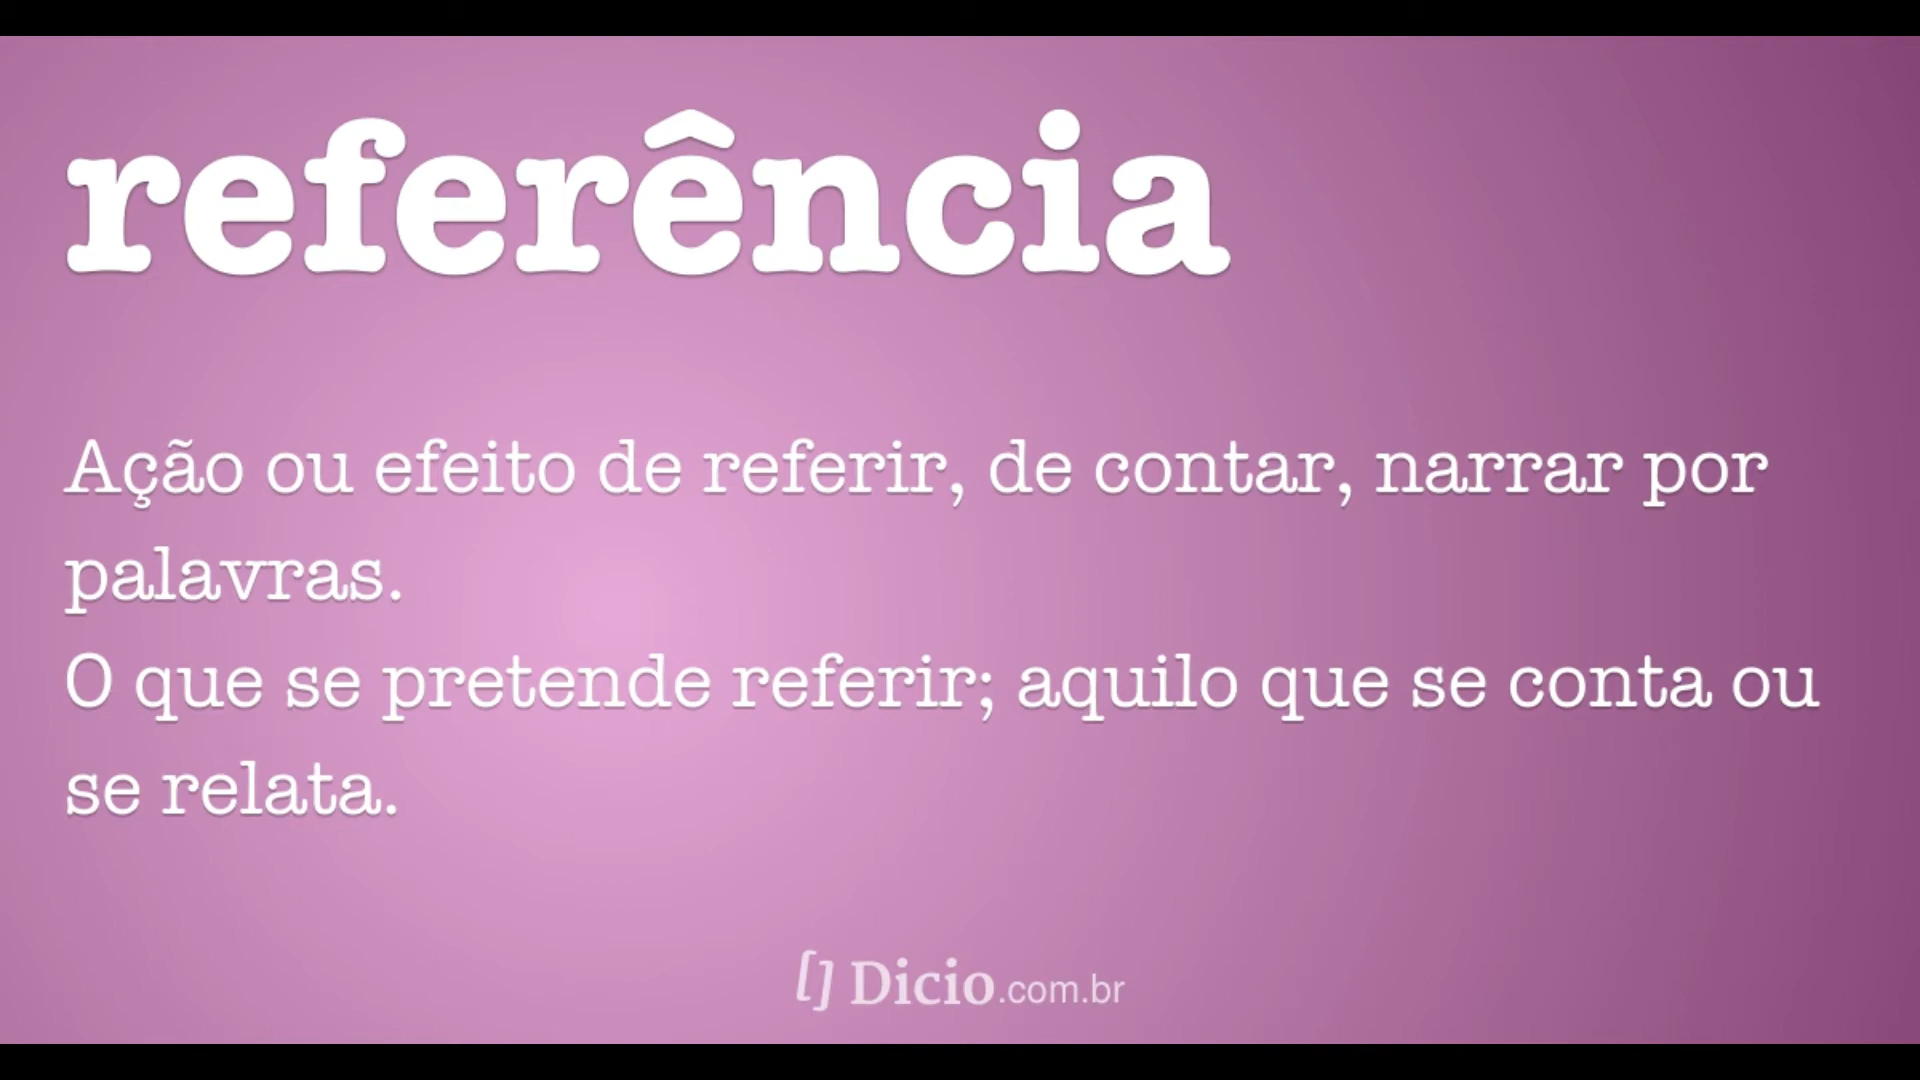 referência
Ação ou efeito de referir, de contar, narrar por
palavras.
O que se pretende referir; aquilo que se conta ou
se relata.
[] Dicio.com.br